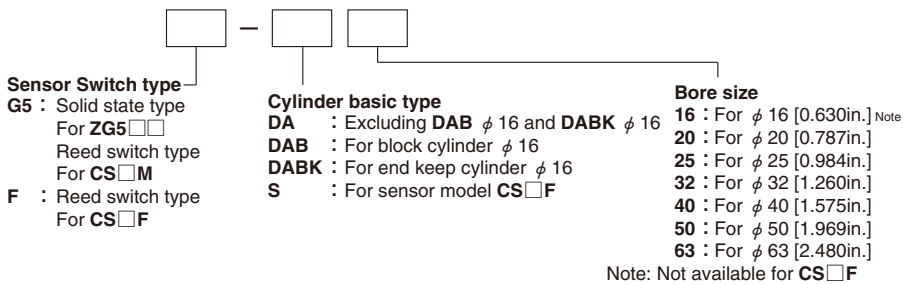 Sensor Switch type
G5 : Solid state type
For ZG5□□
Reed switch type
For CS□M
F : Reed switch type
For CS□F
Cylinder basic type
DA : Excluding DAB φ 16 and DABK φ 16
DAB : For block cylinder φ 16
DABK : For end keep cylinder φ 16
S : For sensor model CS□F
Bore size
16 : For φ 16 [0.630in.] Note
20 : For φ 20 [0.787in.]
25 : For φ 25 [0.984in.]
32 : For φ 32 [1.260in.]
40 : For φ 40 [1.575in.]
50 : For φ 50 [1.969in.]
63 : For φ 63 [2.480in.]
Note: Not available for CS□F